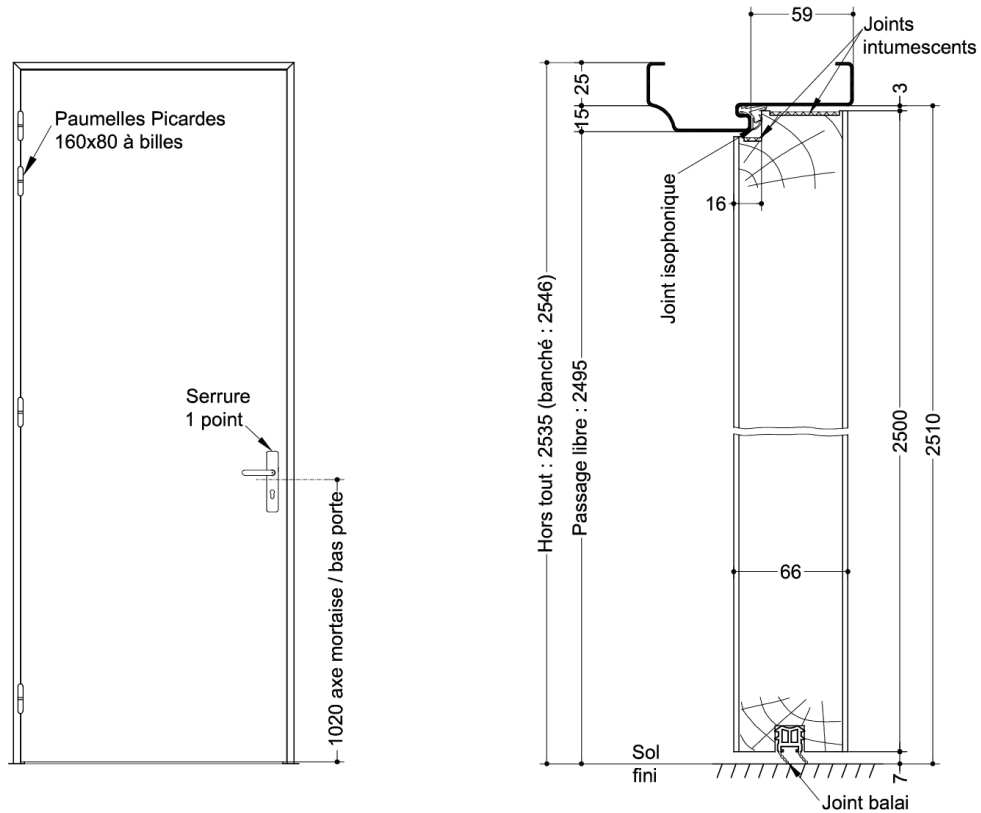 Paumelles Picardes
160x80 à billes
Serrure
1 point
1020 axe mortaise / bas porte
59
Joints
intumescents
25
15
3
Joint isophonique
16
Hors tout : 2535 (banché : 2546)
Passage libre : 2495
2500
2510
66
Sol
fini
7
Joint balai